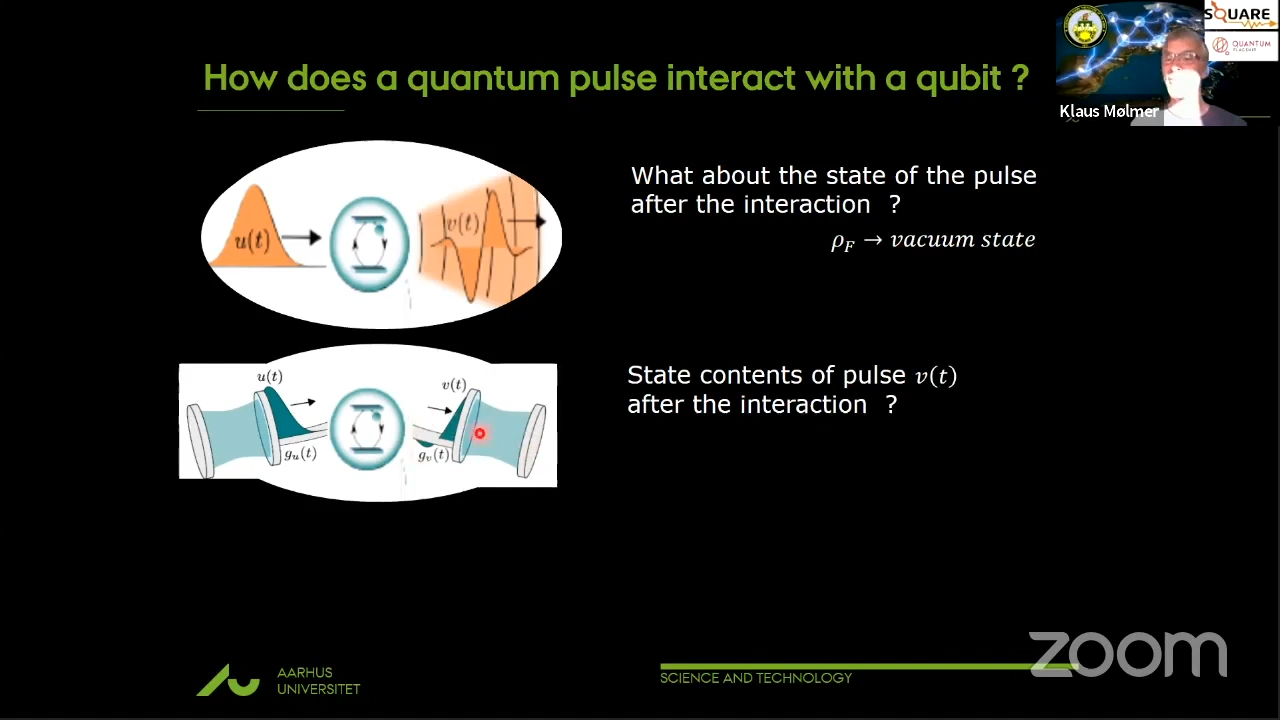 How does a quantum pulse interact with a qubit ?
SQUARE
QUANTUM
FLAGSHIP
Klaus Mølmer
u(t)
v(t)
What about the state of the pulse
after the interaction ?
ρ_F → vacuum state
u(t)
v(t)
g_u(t)
g_v(t)
State contents of pulse v(t)
after the interaction ?
AARHUS
UNIVERSITET
SCIENCE AND TECHNOLOGY
zoom